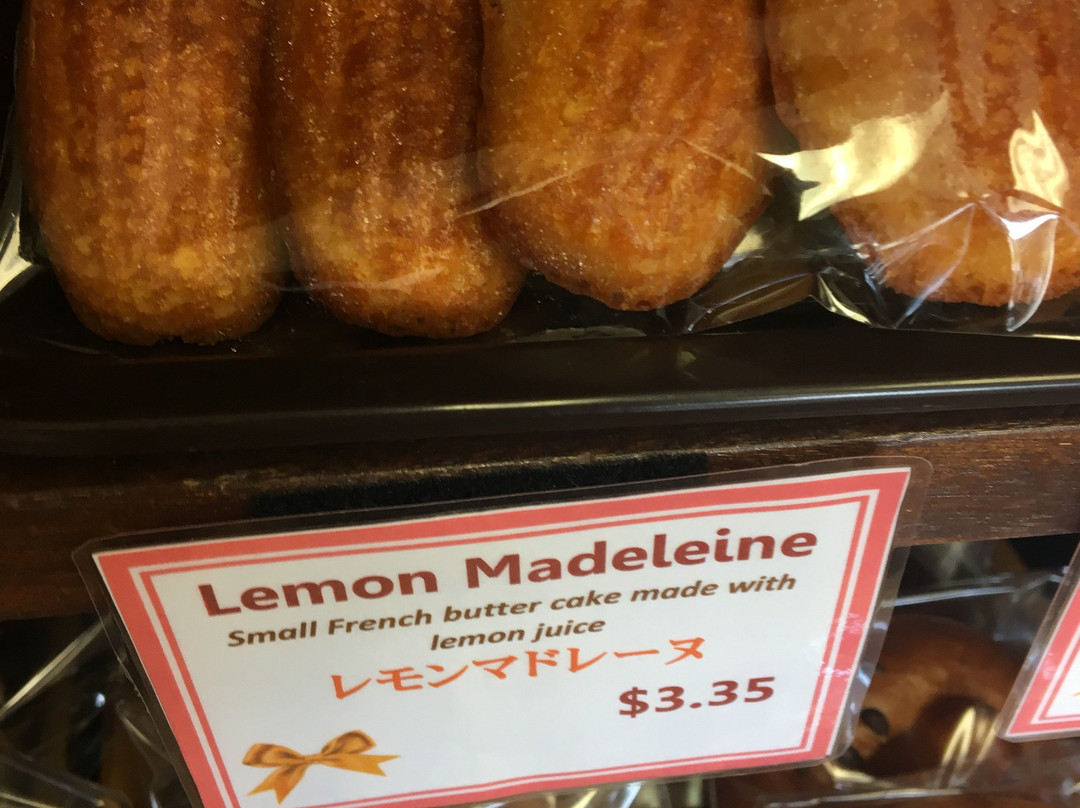 Lemon Madeleine
Small French butter cake made with
lemon juice
レモンマドレーヌ
$3.35